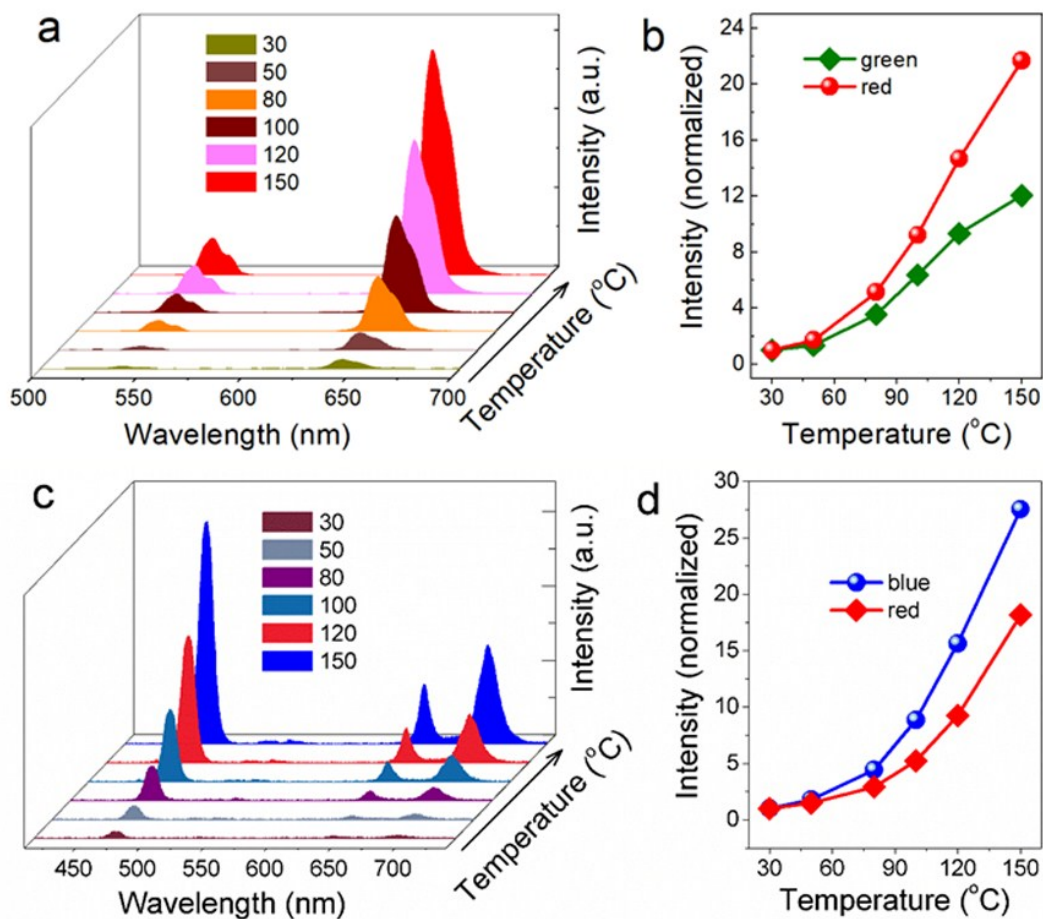 a
30
50
80
100
120
150
Intensity (a.u.)
Temperature (°C)
500 550 600 650 700
Wavelength (nm)
b
green
red
Intensity (normalized)
24
20
16
12
8
4
0
30 60 90 120 150
Temperature (°C)
c
30
50
80
100
120
150
Intensity (a.u.)
Temperature (°C)
450 500 550 600 650 700
Wavelength (nm)
d
blue
red
Intensity (normalized)
30
25
20
15
10
5
0
30 60 90 120 150
Temperature (°C)